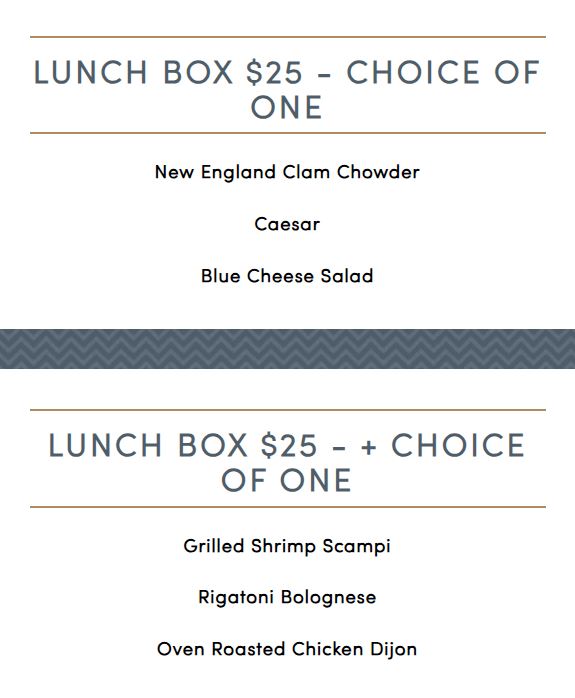 LUNCH BOX $25 - CHOICE OF
ONE
New England Clam Chowder
Caesar
Blue Cheese Salad
LUNCH BOX $25 - + CHOICE
OF ONE
Grilled Shrimp Scampi
Rigatoni Bolognese
Oven Roasted Chicken Dijon